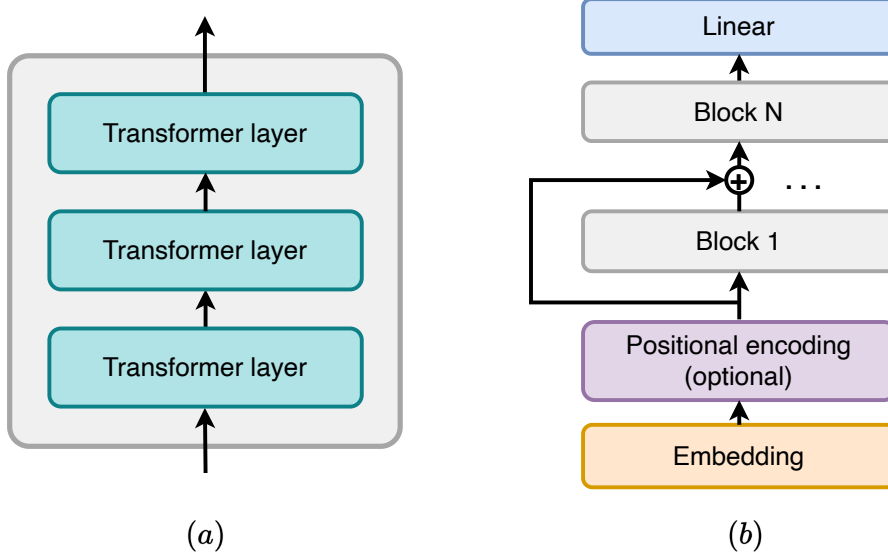 Transformer layer
Transformer layer
Transformer layer
(a)
Linear
Block N
+ ...
Block 1
Positional encoding
(optional)
Embedding
(b)